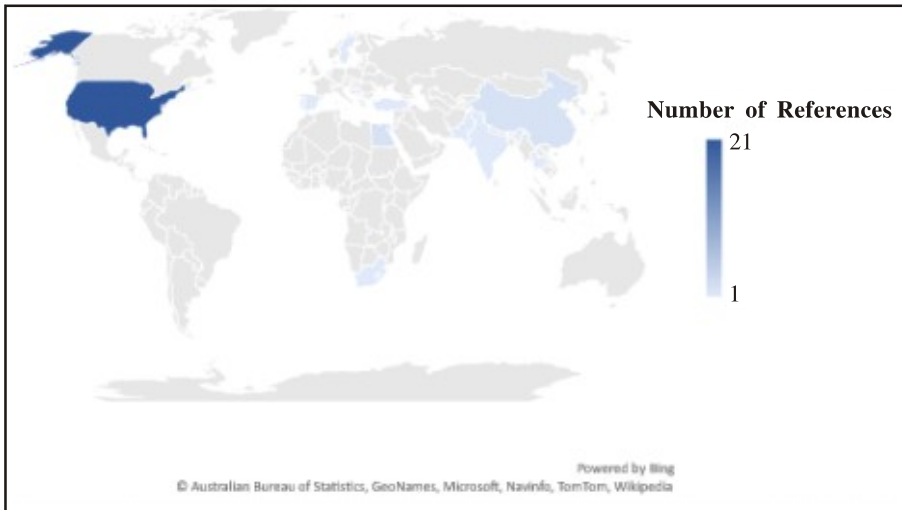 Number of References
21
1
Powered by Bing
© Australian Bureau of Statistics, GeoNames, Microsoft, Navinfo, TomTom, Wikipedia